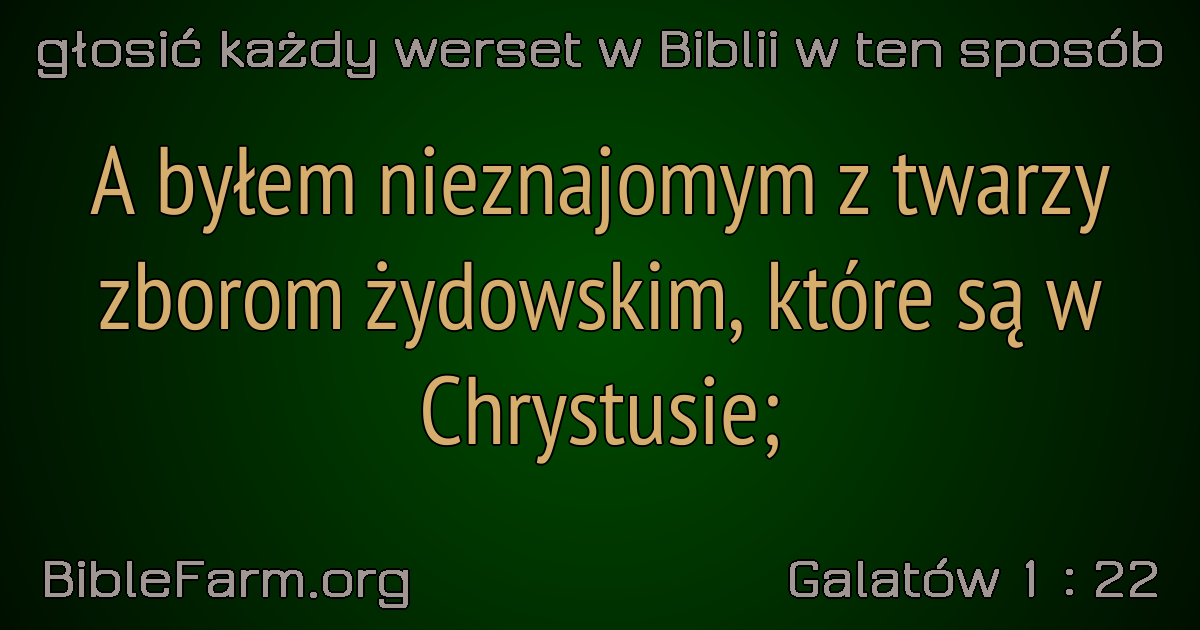 głosić każdy werset w Biblii w ten sposób
A byłem nieznajomym z twarzy
zborom żydowskim, które są w
Chrystusie;
BibleFarm.org
Galatów 1 : 22